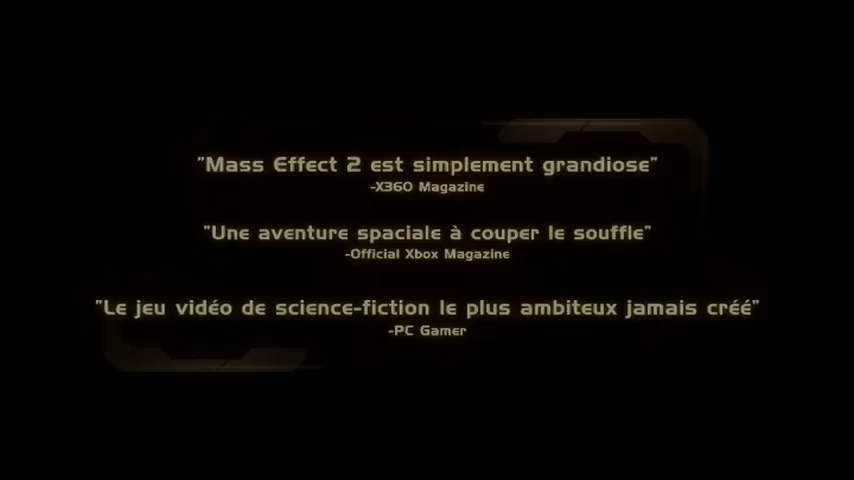 "Mass Effect 2 est simplement grandiose"
-X360 Magazine
"Une aventure spaciale à couper le souffle"
-Official Xbox Magazine
"Le jeu vidéo de science-fiction le plus ambiteux jamais créé"
-PC Gamer